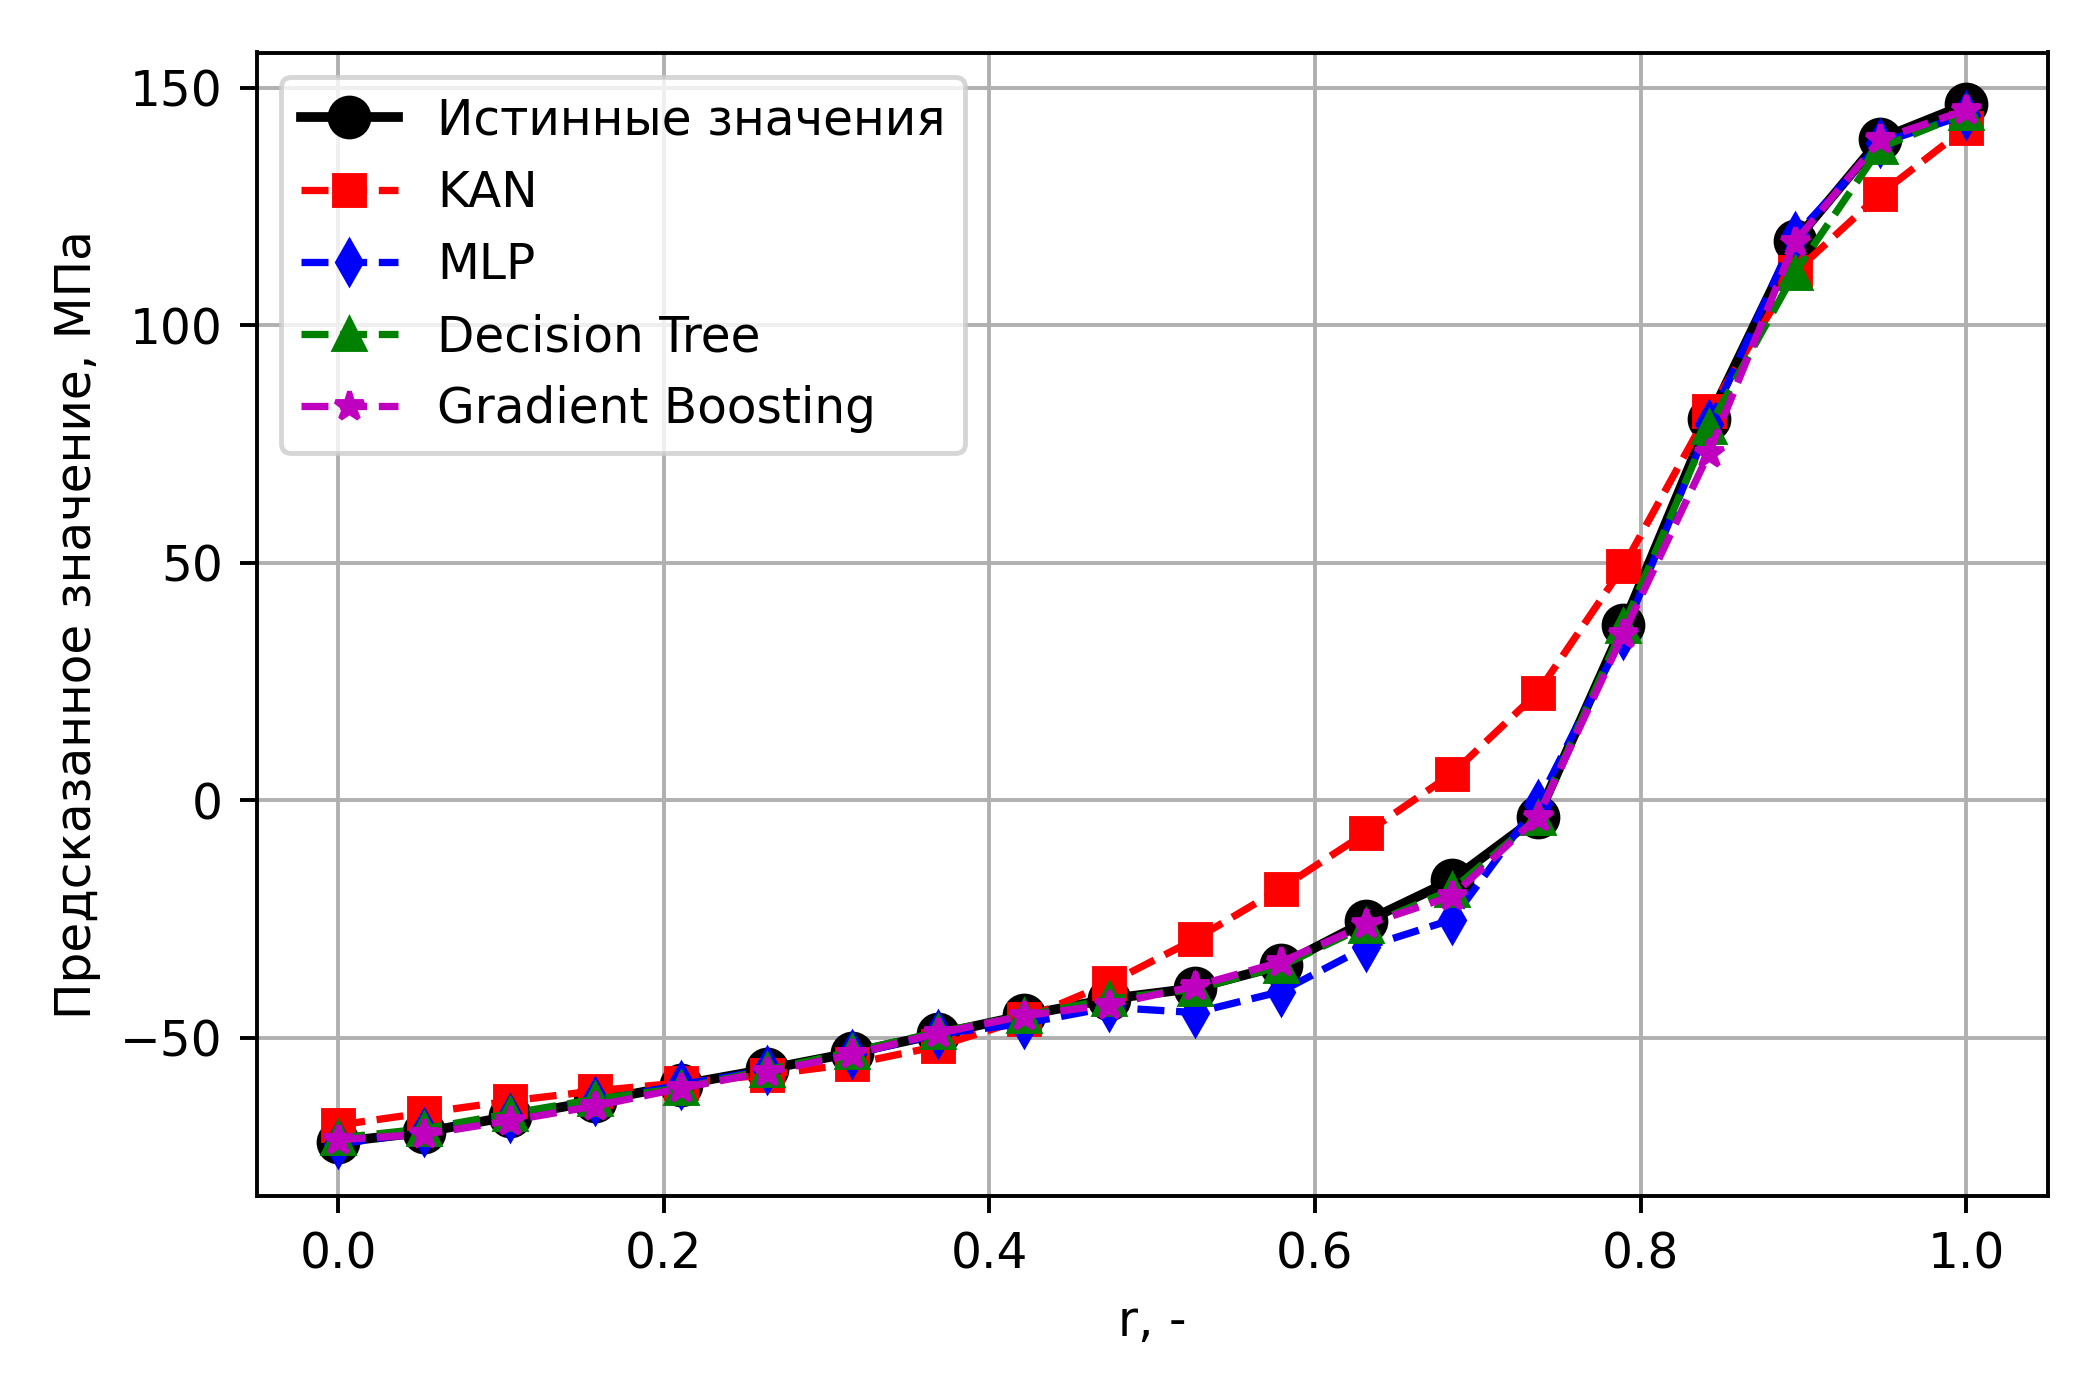 Истинные значения
KAN
MLP
Decision Tree
Gradient Boosting
Предсказанное значение, МПа
150
100
50
0
−50
0.0 0.2 0.4 0.6 0.8 1.0
r, -